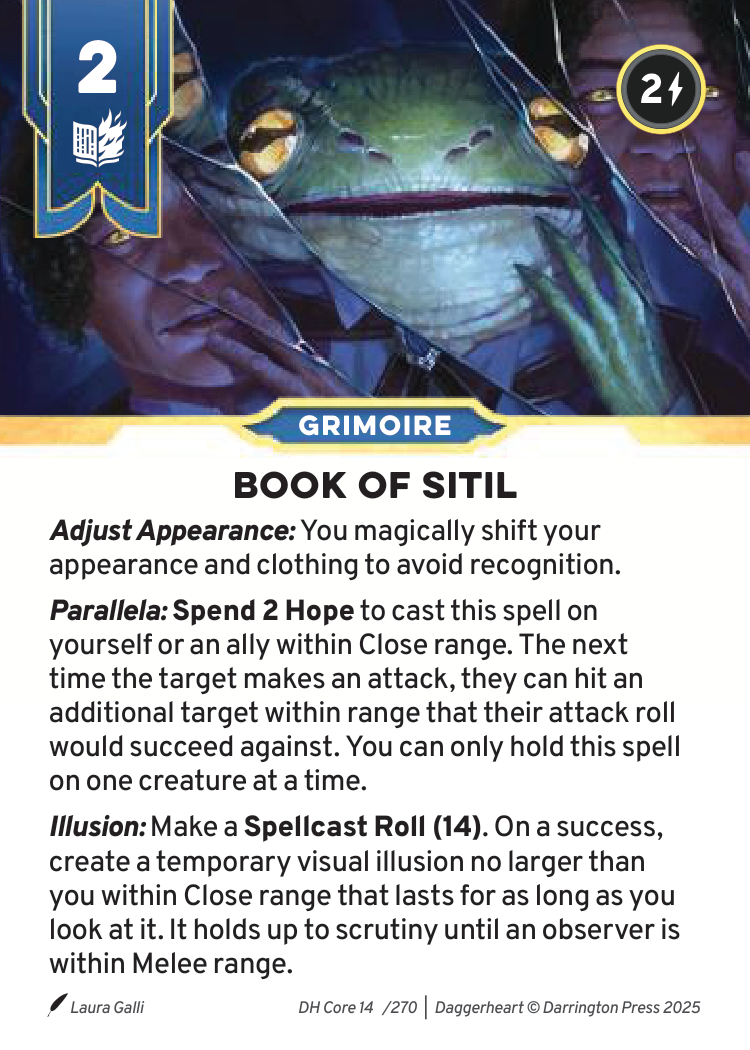 2
2
GRIMOIRE
BOOK OF SITIL
Adjust Appearance: You magically shift your
appearance and clothing to avoid recognition.
Parallela: Spend 2 Hope to cast this spell on
yourself or an ally within Close range. The next
time the target makes an attack, they can hit an
additional target within range that their attack roll
would succeed against. You can only hold this spell
on one creature at a time.
Illusion: Make a Spellcast Roll (14). On a success,
create a temporary visual illusion no larger than
you within Close range that lasts for as long as you
look at it. It holds up to scrutiny until an observer is
within Melee range.
Laura Galli DH Core 14 /270 | Daggerheart © Darrington Press 2025